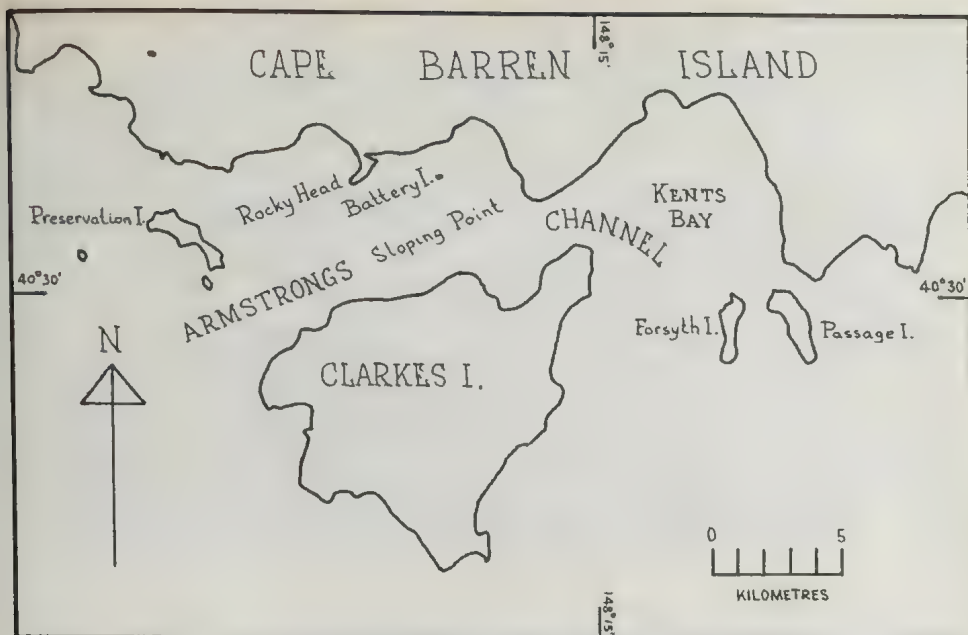 CAPE BARREN ISLAND
148° 15'
Preservation I.
Rocky Head
Battery I.
Sloping Point
KENTS
BAY
ARMSTRONGS CHANNEL
40°30'
40°30'
Forsyth I.
Passage I.
N
CLARKES I.
0 5
KILOMETRES
148°15'